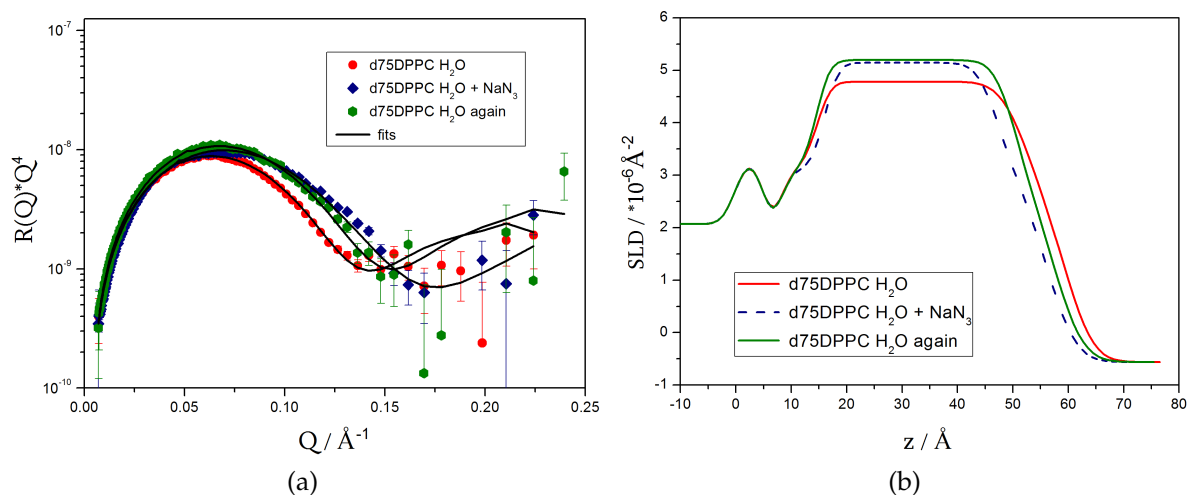 10⁻⁷
10⁻⁸
10⁻⁹
10⁻¹⁰
R(Q)*Q⁴
d75DPPC H₂O
d75DPPC H₂O + NaN₃
d75DPPC H₂O again
fits
0.00 0.05 0.10 0.15 0.20 0.25
Q / Å⁻¹
(a)
6
5
4
3
2
1
0
-1
SLD / *10⁻⁶Å⁻²
d75DPPC H₂O
d75DPPC H₂O + NaN₃
d75DPPC H₂O again
-10 0 10 20 30 40 50 60 70 80
z / Å
(b)